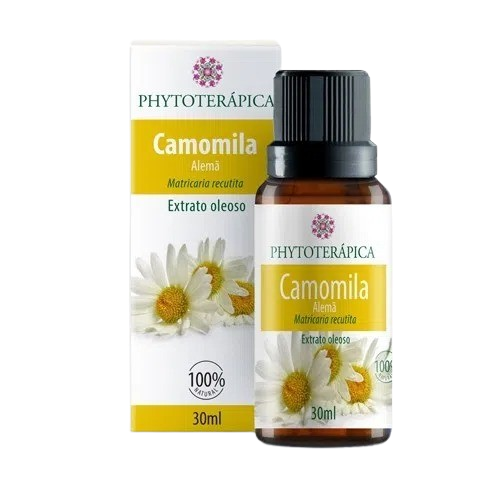 PHYTOTERÁPICA
Camomila
Alemã
Matricaria recutita
Extrato oleoso
100%
NATURAL
30ml
PHYTOTERÁPICA
Camomila
Alemã
Matricaria recutita
Extrato oleoso
100
30ml